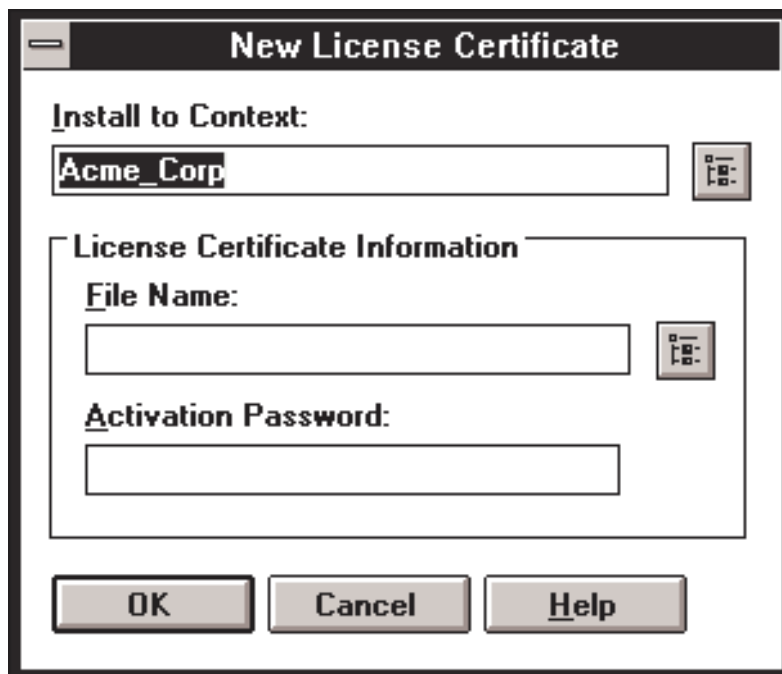 New License Certificate
Install to Context:
Acme_Corp
License Certificate Information
File Name:
Activation Password:
OK Cancel Help